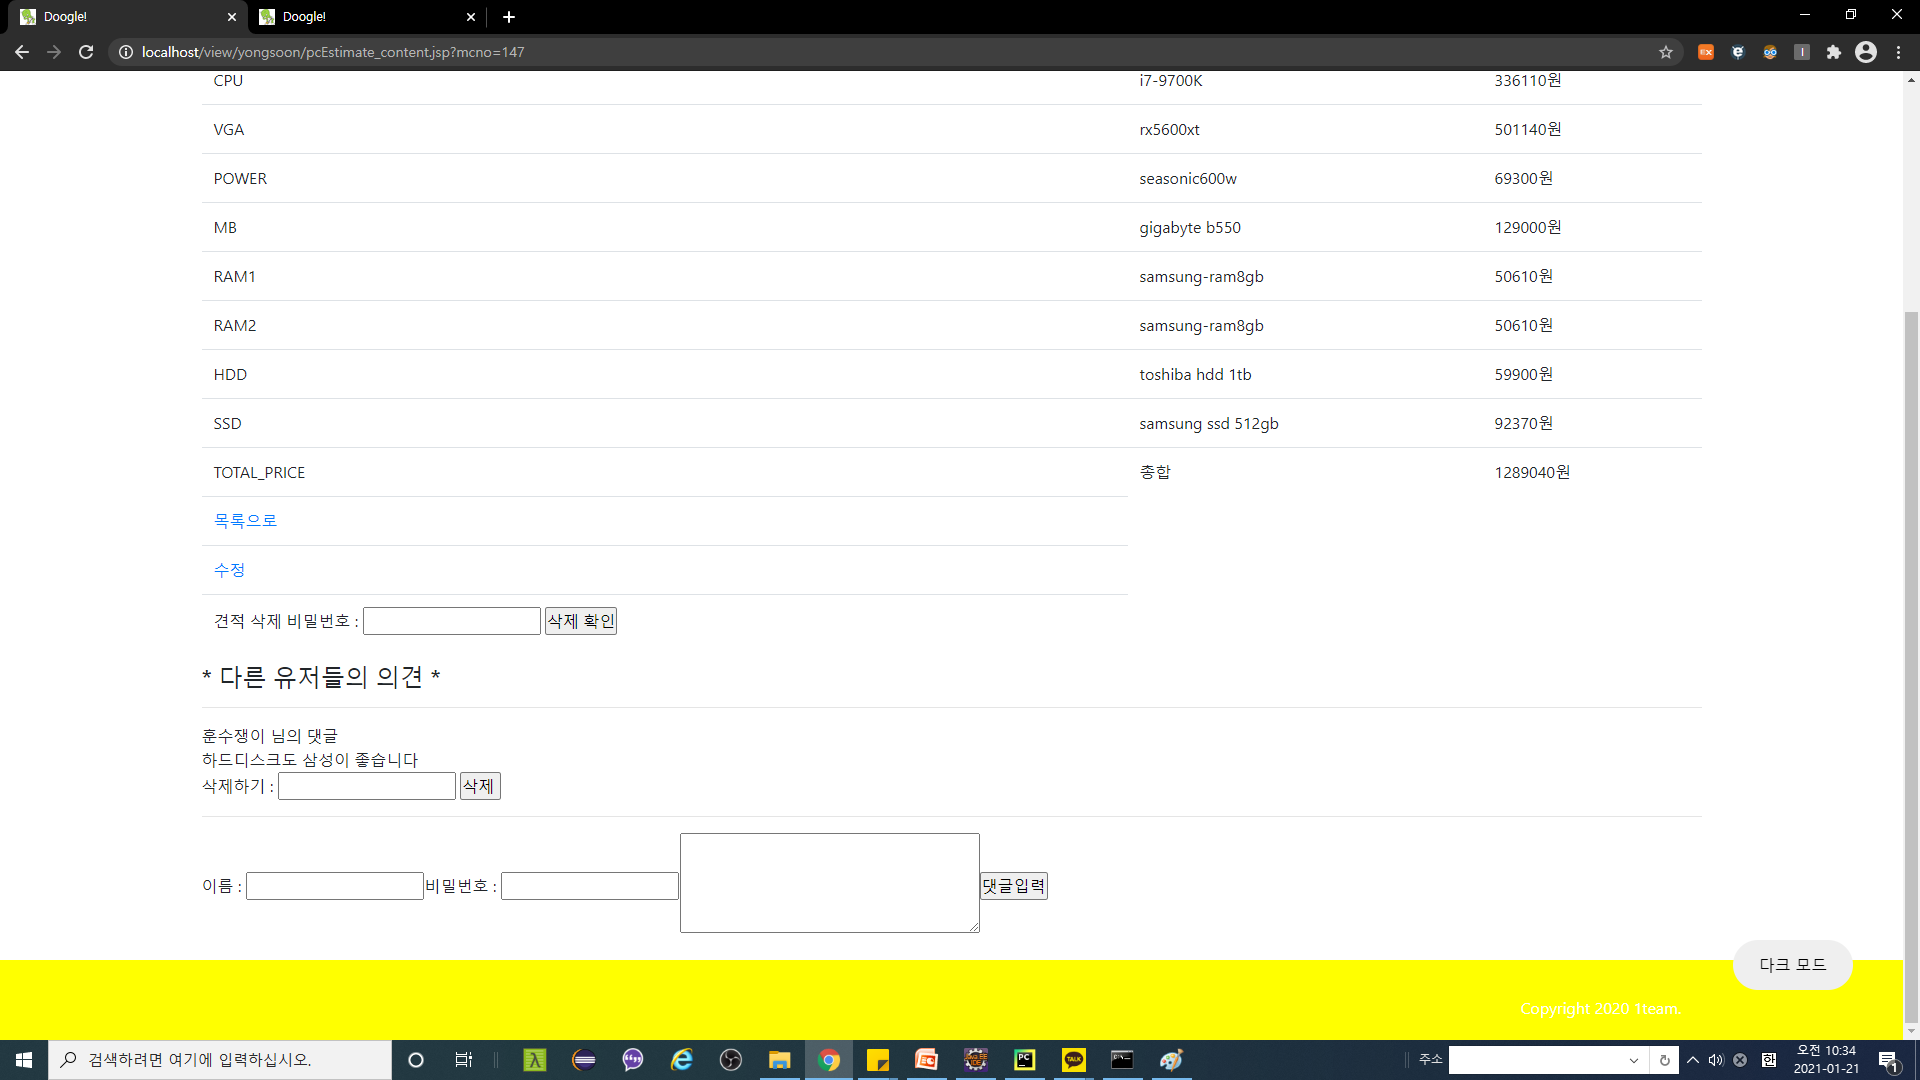 Doogle!
Doogle!
localhost/view/yongsoon/pcEstimate_content.jsp?mcno=147
CPU i7-9700K 336110원
VGA rx5600xt 501140원
POWER seasonic600w 69300원
MB gigabyte b550 129000원
RAM1 samsung-ram8gb 50610원
RAM2 samsung-ram8gb 50610원
HDD toshiba hdd 1tb 59900원
SSD samsung ssd 512gb 92370원
TOTAL_PRICE 종합 1289040원
목록으로
수정
견적 삭제 비밀번호 : 삭제 확인
* 다른 유저들의 의견 *
훈수쟁이 님의 댓글
하드디스크도 삼성이 좋습니다
삭제하기 : 삭제
이름 : 비밀번호 : 댓글입력
다크 모드
Copyright 2020 1team.
검색하려면 여기에 입력하십시오.
주소
한
오전 10:34
2021-01-21
1